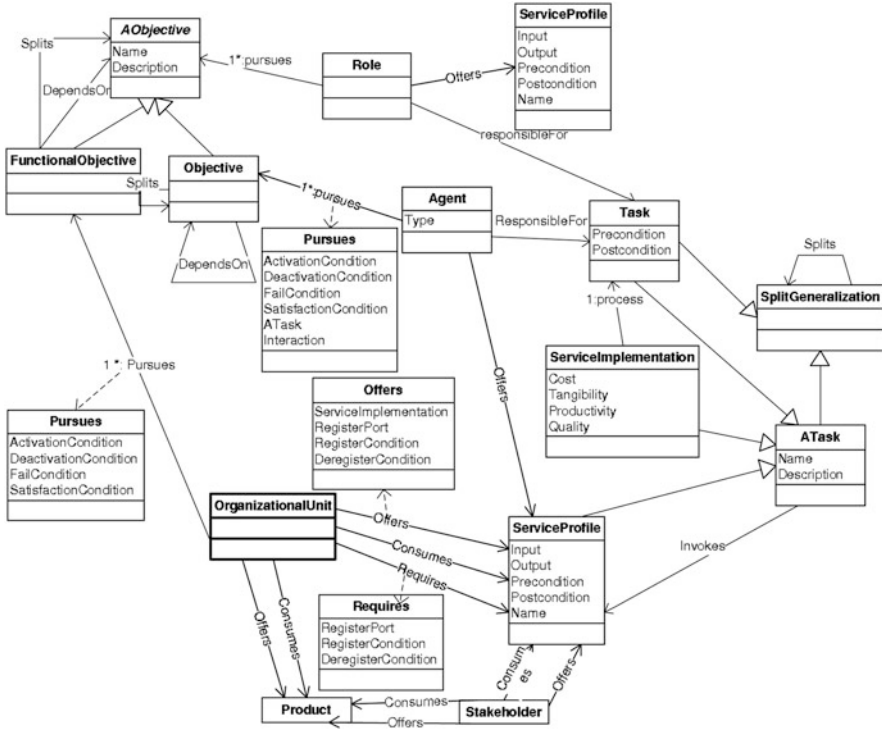 AObjective
Name
Description
Splits
DependsOn
1*:pursues
Role
Offers
ServiceProfile
Input
Output
Precondition
Postcondition
Name
responsibleFor
FunctionalObjective
Objective
Splits
DependsOn
1*:pursues
Pursues
ActivationCondition
DeactivationCondition
FailCondition
SatisfactionCondition
ATask
Interaction
Agent
Type
ResponsibleFor
Task
Precondition
Postcondition
Splits
SplitGeneralization
1:process
ServiceImplementation
Cost
Tangibility
Productivity
Quality
Offers
1 *: Pursues
Pursues
ActivationCondition
DeactivationCondition
FailCondition
SatisfactionCondition
Offers
ServiceImplementation
RegisterPort
RegisterCondition
DeregisterCondition
ATask
Name
Description
OrganizationalUnit
Offers
Consumes
Requires
ServiceProfile
Input
Output
Precondition
Postcondition
Name
Invokes
Requires
RegisterPort
RegisterCondition
DeregisterCondition
Offers
Consumes
Consum
es
Offers
Product
Consumes
Offers
Stakeholder